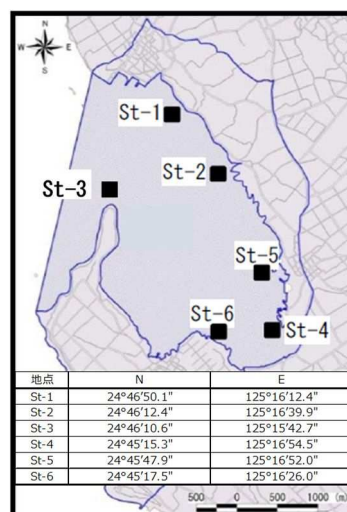 N
W E
S
St-1
St-2
St-3
St-5
St-6
St-4
地点 N E
St-1 24°46′50.1" 125°16′12.4"
St-2 24°46′12.4" 125°16′39.9"
St-3 24°46′10.6" 125°15′42.7"
St-4 24°45′15.3" 125°16′54.5"
St-5 24°45′47.9" 125°16′52.0"
St-6 24°45′17.5" 125°16′26.0"
500 0 500 1000 (m)